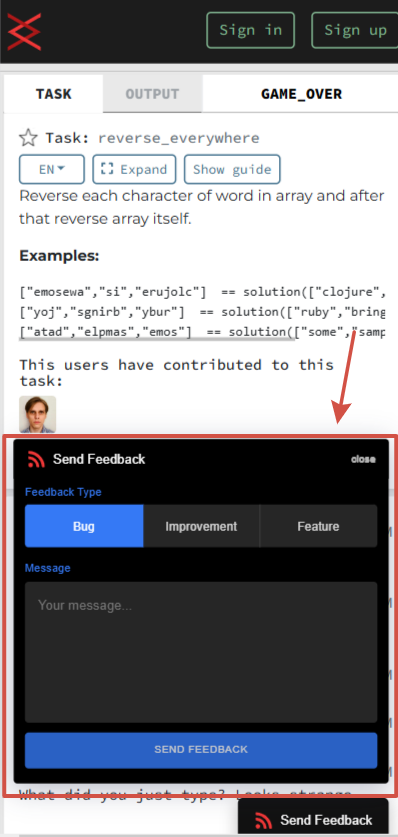 Sign in
Sign up
TASK
OUTPUT
GAME_OVER
Task: reverse_everywhere
EN
Expand
Show guide
Reverse each character of word in array and after
that reverse array itself.
Examples:
["emosewa","si","erujolc"]  == solution(["clojure",
["yoj","sgnirb","ybur"]  == solution(["ruby","bring
["atad","elpmas","emos"]  == solution(["some","samp
This users have contributed to this
task:
Send Feedback
close
Feedback Type
Bug
Improvement
Feature
Message
Your message...
SEND FEEDBACK
What did you just type? Looks strange
Send Feedback